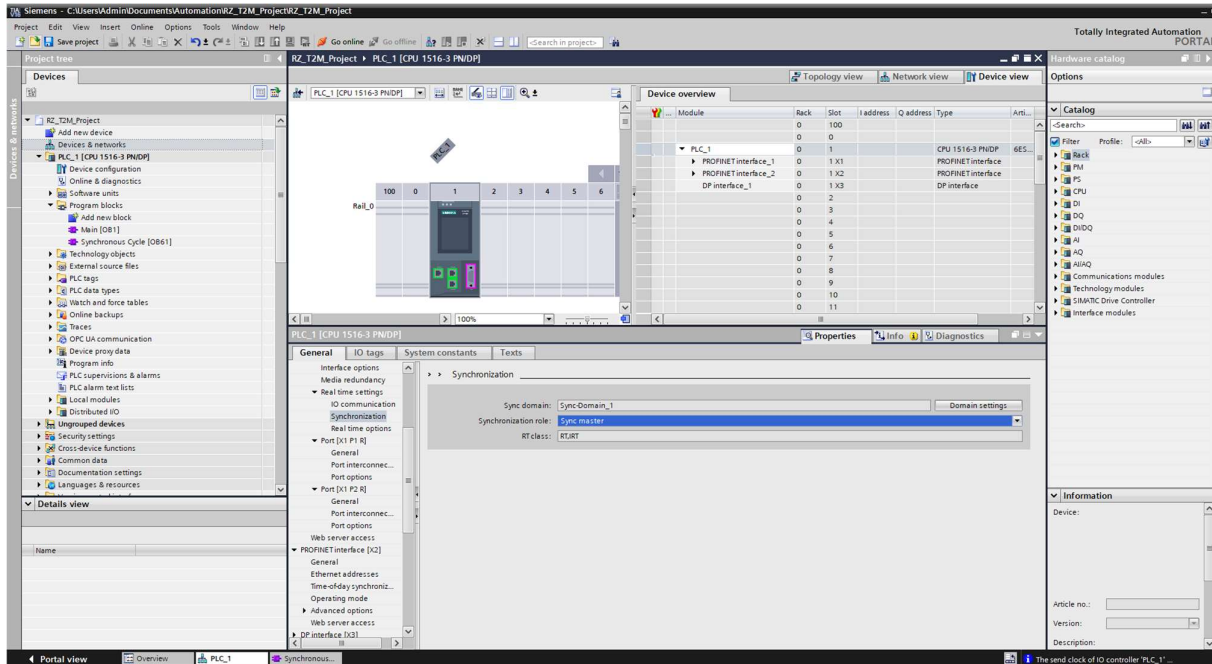 Siemens - C:\Users\Admin\Documents\Automation\RZ_T2M_Project\RZ_T2M_Project
Project Edit View Insert Online Options Tools Window Help
Totally Integrated Automation
PORTAL
Save project
Go online
Go offline
<Search in project>
Project tree
Devices
Devices & networks
RZ_T2M_Project
Add new device
Devices & networks
PLC_1 [CPU 1516-3 PN/DP]
Device configuration
Online & diagnostics
Software units
Program blocks
Add new block
Main [OB1]
Synchronous Cycle [OB61]
Technology objects
External source files
PLC tags
PLC data types
Watch and force tables
Online backups
Traces
OPC UA communication
Device proxy data
Program info
PLC supervisions & alarms
PLC alarm text lists
Local modules
Distributed I/O
Ungrouped devices
Security settings
Cross-device functions
Common data
Documentation settings
Languages & resources
Details view
Name
RZ_T2M_Project PLC_1 [CPU 1516-3 PN/DP]
Topology view Network view Device view
PLC_1 [CPU 1516-3 PN/DP]
PLC_1
100 0 1 2 3 4 5 6
Rail_0
100%
Device overview
... Module Rack Slot I address Q address Type Arti...
0 100
0 0
PLC_1 0 1 CPU 1516-3 PN/DP 6ES...
PROFINET interface_1 0 1 X1 PROFINET interface
PROFINET interface_2 0 1 X2 PROFINET interface
DP interface_1 0 1 X3 DP interface
0 2
0 3
0 4
0 5
0 6
0 7
0 8
0 9
0 10
0 11
PLC_1 [CPU 1516-3 PN/DP]
Properties Info Diagnostics
General IO tags System constants Texts
Interface options
Media redundancy
Real time settings
IO communication
Synchronization
Real time options
Port [X1 P1 R]
General
Port interconnec...
Port options
Port [X1 P2 R]
General
Port interconnec...
Port options
Web server access
PROFINET interface [X2]
General
Ethernet addresses
Time-of-day synchroniz...
Operating mode
Advanced options
Web server access
DP interface [X3]
> > Synchronization
Sync domain: Sync-Domain_1 Domain settings
Synchronization role: Sync master
RT class: RT,IRT
Hardware catalog
Options
Catalog
<Search>
Filter Profile: <All>
Rack
PM
PS
CPU
DI
DQ
DI/DQ
AI
AQ
AI/AQ
Communications modules
Technology modules
SIMATIC Drive Controller
Interface modules
Information
Device:
Article no.:
Version:
Description:
Portal view Overview PLC_1 Synchronous...
The send clock of IO controller 'PLC_1' ...